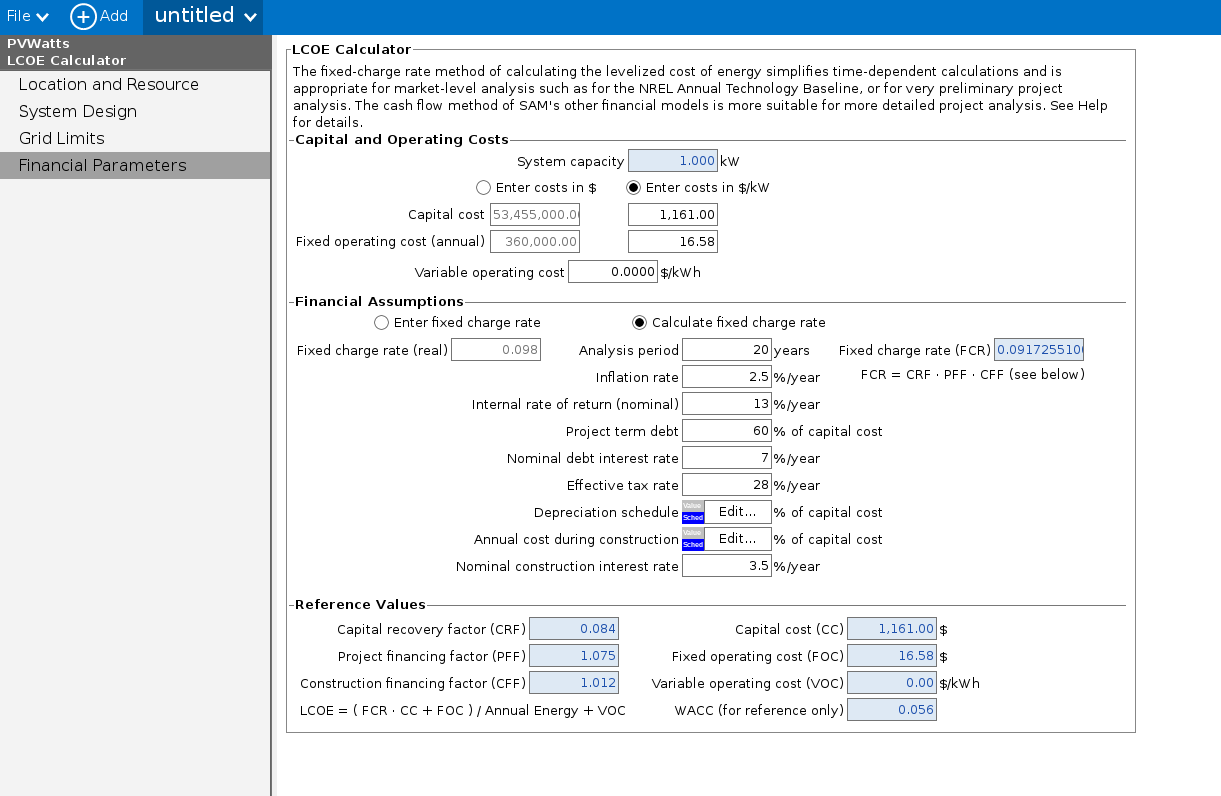 File Add untitled
PVWatts
LCOE Calculator
Location and Resource
System Design
Grid Limits
Financial Parameters
LCOE Calculator
The fixed-charge rate method of calculating the levelized cost of energy simplifies time-dependent calculations and is
appropriate for market-level analysis such as for the NREL Annual Technology Baseline, or for very preliminary project
analysis. The cash flow method of SAM's other financial models is more suitable for more detailed project analysis. See Help
for details.
Capital and Operating Costs
System capacity 1.000 kW
Enter costs in $ Enter costs in $/kW
Capital cost 53,455,000.0 1,161.00
Fixed operating cost (annual) 360,000.00 16.58
Variable operating cost 0.0000 $/kWh
Financial Assumptions
Enter fixed charge rate Calculate fixed charge rate
Fixed charge rate (real) 0.098 Analysis period 20 years Fixed charge rate (FCR) 0.091725510
Inflation rate 2.5 %/year FCR = CRF · PFF · CFF (see below)
Internal rate of return (nominal) 13 %/year
Project term debt 60 % of capital cost
Nominal debt interest rate 7 %/year
Effective tax rate 28 %/year
Depreciation schedule Value Sched Edit... % of capital cost
Annual cost during construction Value Sched Edit... % of capital cost
Nominal construction interest rate 3.5 %/year
Reference Values
Capital recovery factor (CRF) 0.084 Capital cost (CC) 1,161.00 $
Project financing factor (PFF) 1.075 Fixed operating cost (FOC) 16.58 $
Construction financing factor (CFF) 1.012 Variable operating cost (VOC) 0.00 $/kWh
LCOE = ( FCR · CC + FOC ) / Annual Energy + VOC WACC (for reference only) 0.056